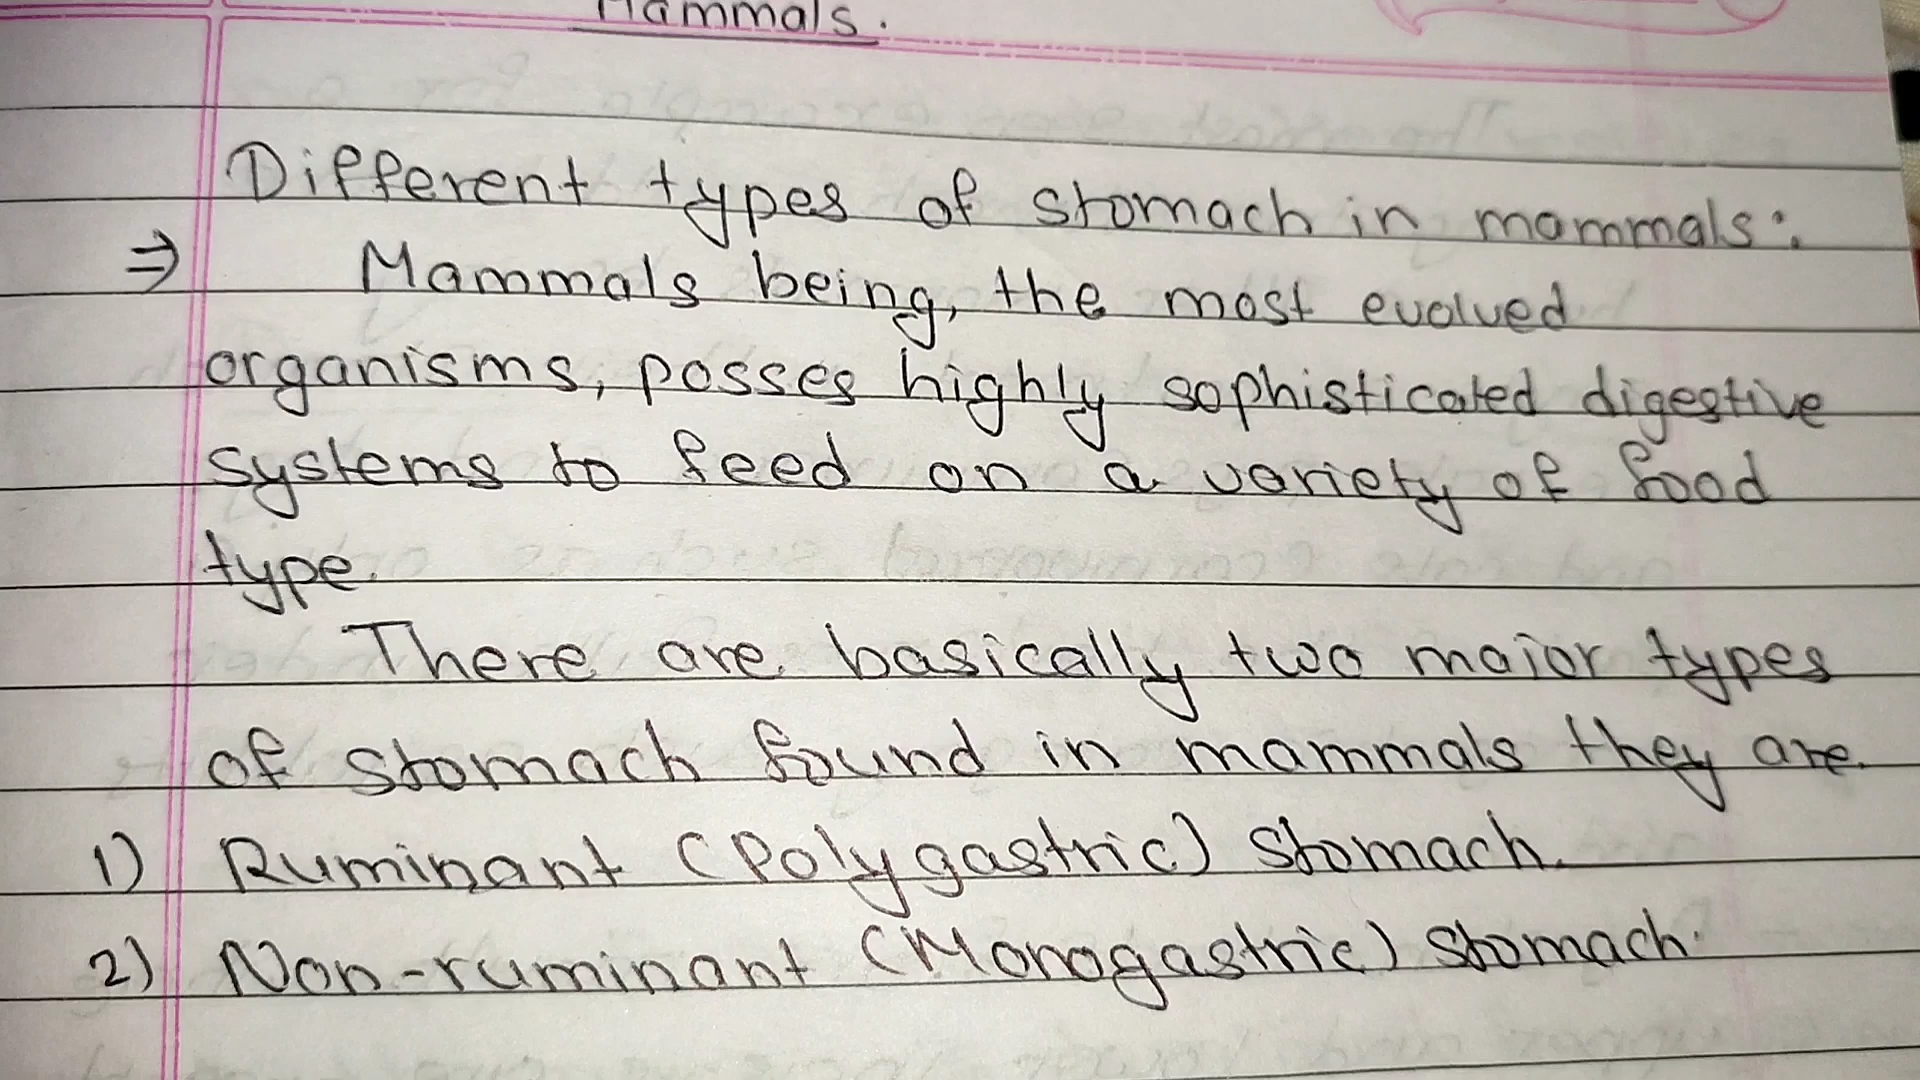 Mammals.
Different types of stomach in mammals:
⇒ Mammals being, the most evolved
organisms, posses highly sophisticated digestive
systems to feed on a variety of food
type.
There are basically two major types
of stomach found in mammals they are.
1) Ruminant (Polygastric) Stomach.
2) Non-ruminant (Monogastric) Stomach.